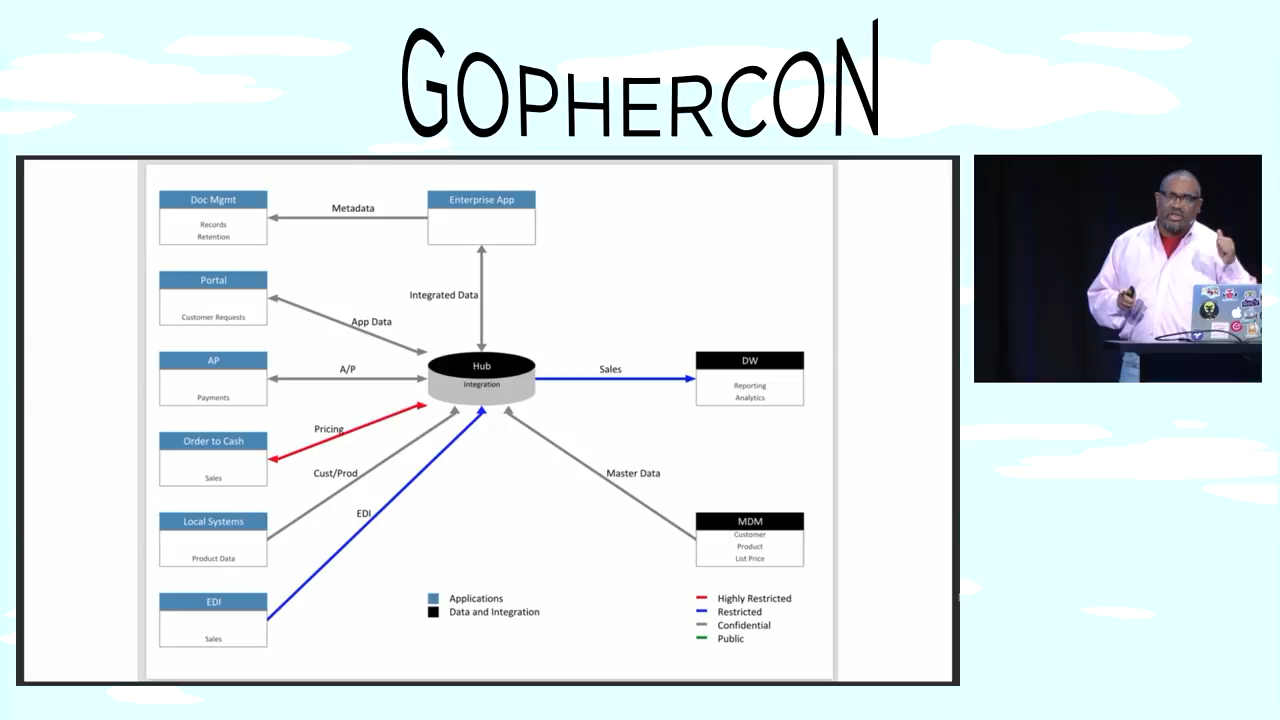 GOPHERCON
Doc Mgmt
Records
Retention
Metadata
Enterprise App
Portal
Customer Requests
App Data
Integrated Data
AP
Payments
A/P
Hub
Integration
Sales
DW
Reporting
Analytics
Order to Cash
Sales
Pricing
Cust/Prod
Master Data
Local Systems
Product Data
EDI
MDM
Customer
Product
List Price
EDI
Sales
Applications
Data and Integration
Highly Restricted
Restricted
Confidential
Public